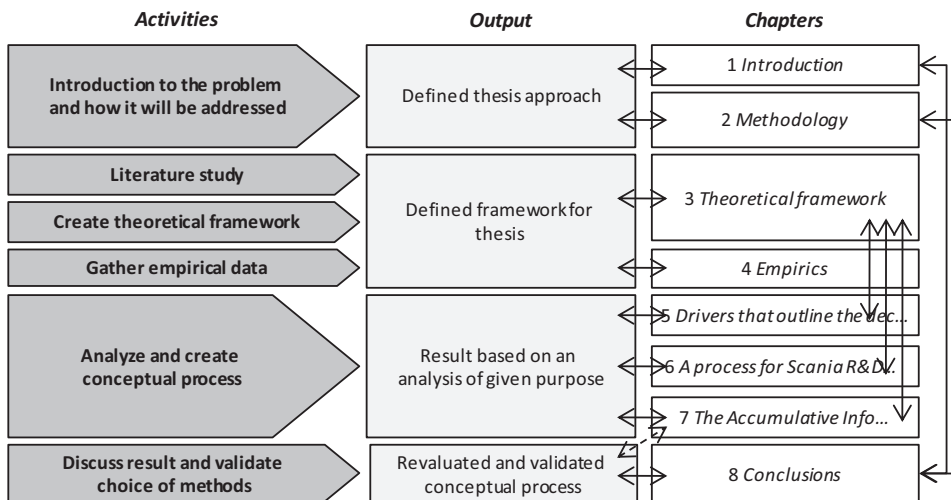 Activities
Output
Chapters
Introduction to the problem
and how it will be addressed
Defined thesis approach
1 Introduction
2 Methodology
Literature study
Create theoretical framework
Gather empirical data
Defined framework for
thesis
3 Theoretical framework
4 Empirics
Analyze and create
conceptual process
Result based on an
analysis of given purpose
5 Drivers that outline the dec...
6 A process for Scania R&D...
7 The Accumulative Info...
Discuss result and validate
choice of methods
Revaluated and validated
conceptual process
8 Conclusions